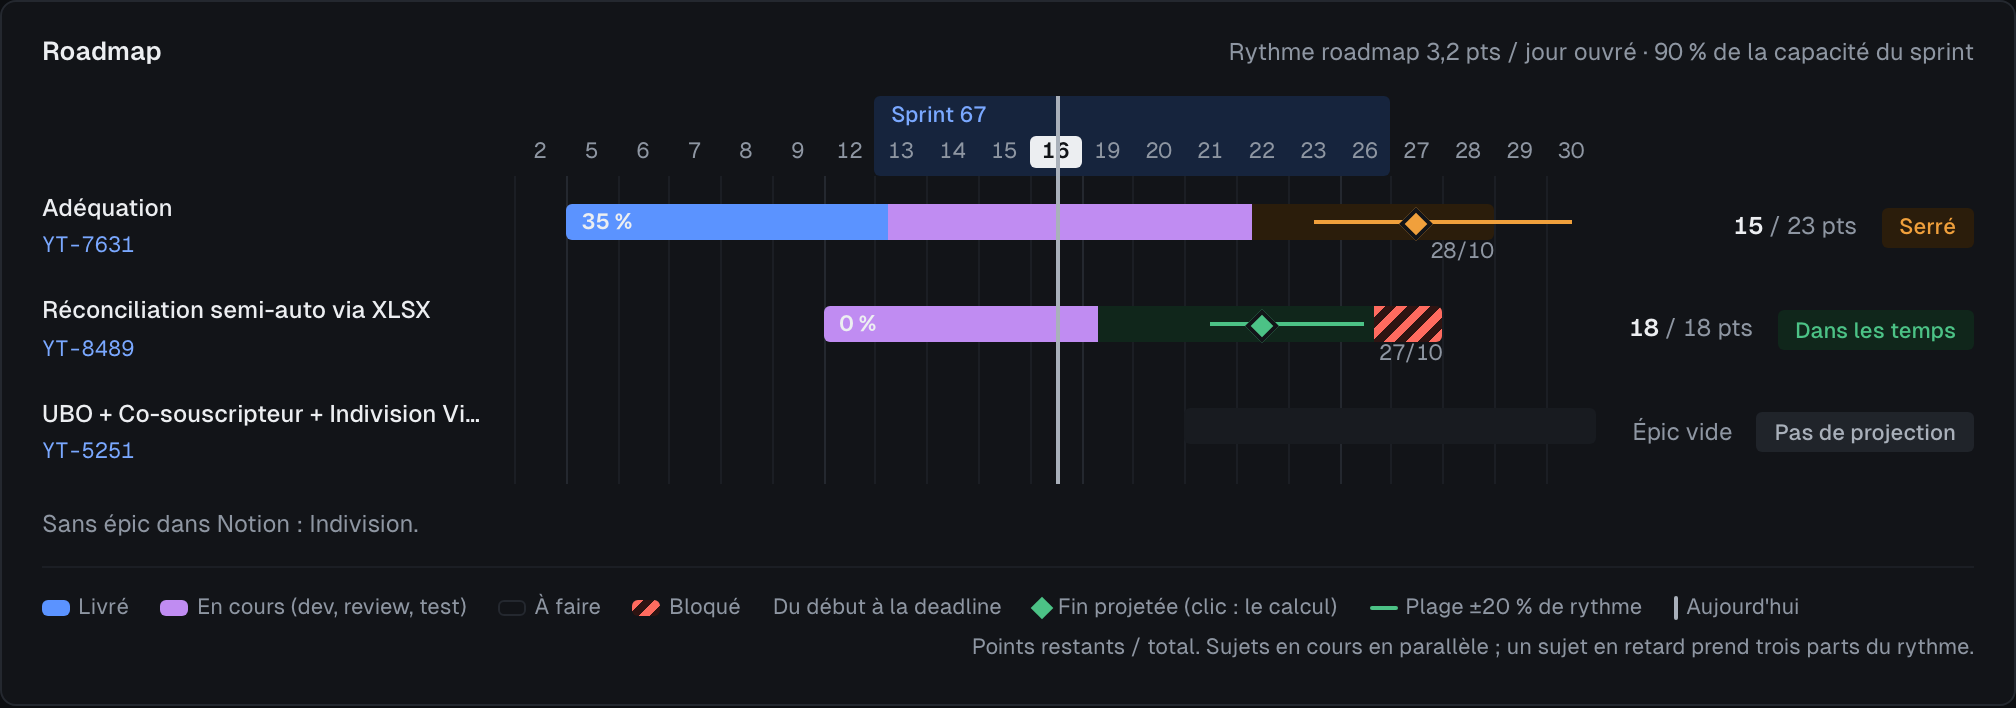 Roadmap
Rythme roadmap 3,2 pts / jour ouvré · 90 % de la capacité du sprint
Sprint 67
2 5 6 7 8 9 12 13 14 15 16 19 20 21 22 23 26 27 28 29 30
Adéquation
35 %
15 / 23 pts
Serré
YT-7631
28/10
Réconciliation semi-auto via XLSX
0 %
18 / 18 pts
Dans les temps
YT-8489
27/10
UBO + Co-souscripteur + Indivision Vi...
Épic vide
Pas de projection
YT-5251
Sans épic dans Notion : Indivision.
Livré
En cours (dev, review, test)
À faire
Bloqué
Du début à la deadline
Fin projetée (clic : le calcul)
Plage ±20 % de rythme
Aujourd'hui
Points restants / total. Sujets en cours en parallèle ; un sujet en retard prend trois parts du rythme.